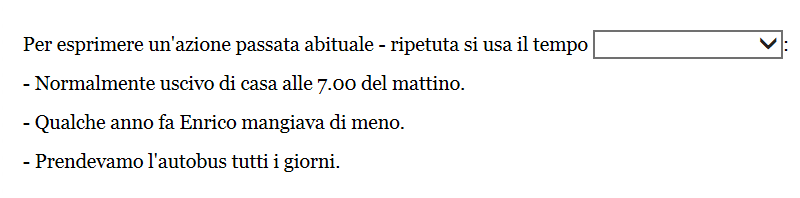 Per esprimere un'azione passata abituale - ripetuta si usa il tempo :
- Normalmente uscivo di casa alle 7.00 del mattino.
- Qualche anno fa Enrico mangiava di meno.
- Prendevamo l'autobus tutti i giorni.